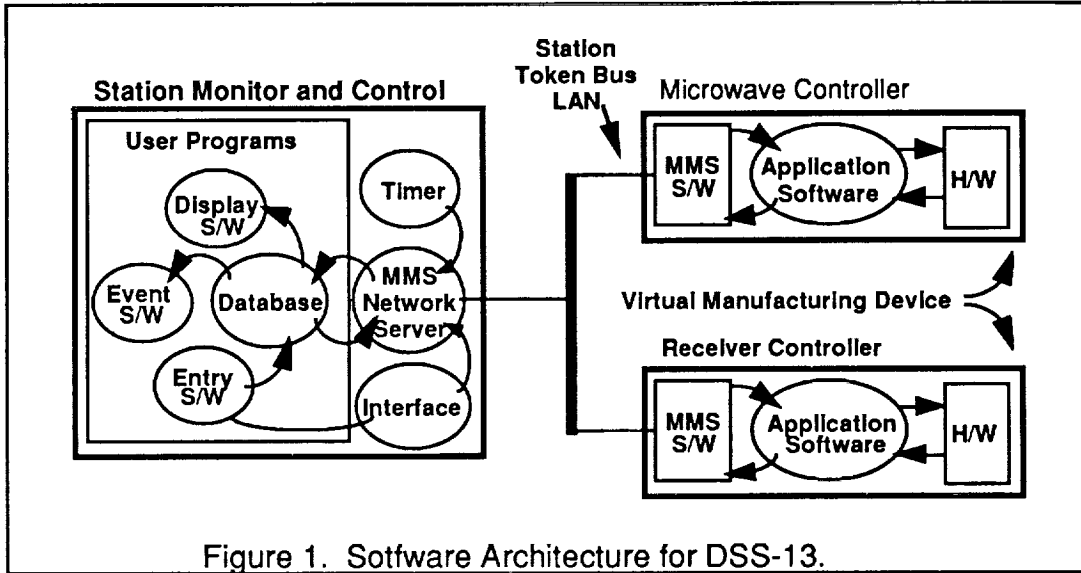 Station Monitor and Control
User Programs
Display
S/W
Event
S/W
Database
Entry
S/W
Timer
MMS
Network
Server
Interface
Station
Token Bus
LAN
Microwave Controller
MMS
S/W
Application
Software
H/W
Virtual Manufacturing Device
Receiver Controller
MMS
S/W
Application
Software
H/W
Figure 1. Sotfware Architecture for DSS-13.